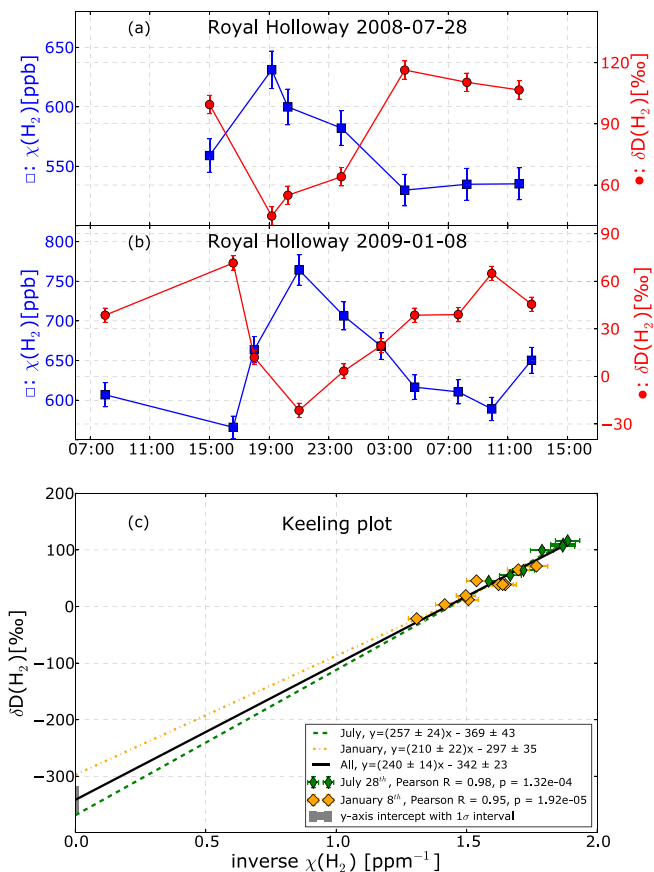 (a) Royal Holloway 2008-07-28
650
600
550
□: χ(H₂)[ppb]
120
90
60
●: δD(H₂)[‰]
(b) Royal Holloway 2009-01-08
800
750
700
650
600
□: χ(H₂)[ppb]
90
60
30
0
−30
●: δD(H₂)[‰]
07:00 11:00 15:00 19:00 23:00 03:00 07:00 11:00 15:00
(c) Keeling plot
200
100
0
−100
−200
−300
δD(H₂)[‰]
July, y=(257 ± 24)x - 369 ± 43
January, y=(210 ± 22)x - 297 ± 35
All, y=(240 ± 14)x - 342 ± 23
July 28ᵗʰ, Pearson R = 0.98, p = 1.32e-04
January 8ᵗʰ, Pearson R = 0.95, p = 1.92e-05
y-axis intercept with 1σ interval
0.0 0.5 1.0 1.5 2.0
inverse χ(H₂) [ppm⁻¹]